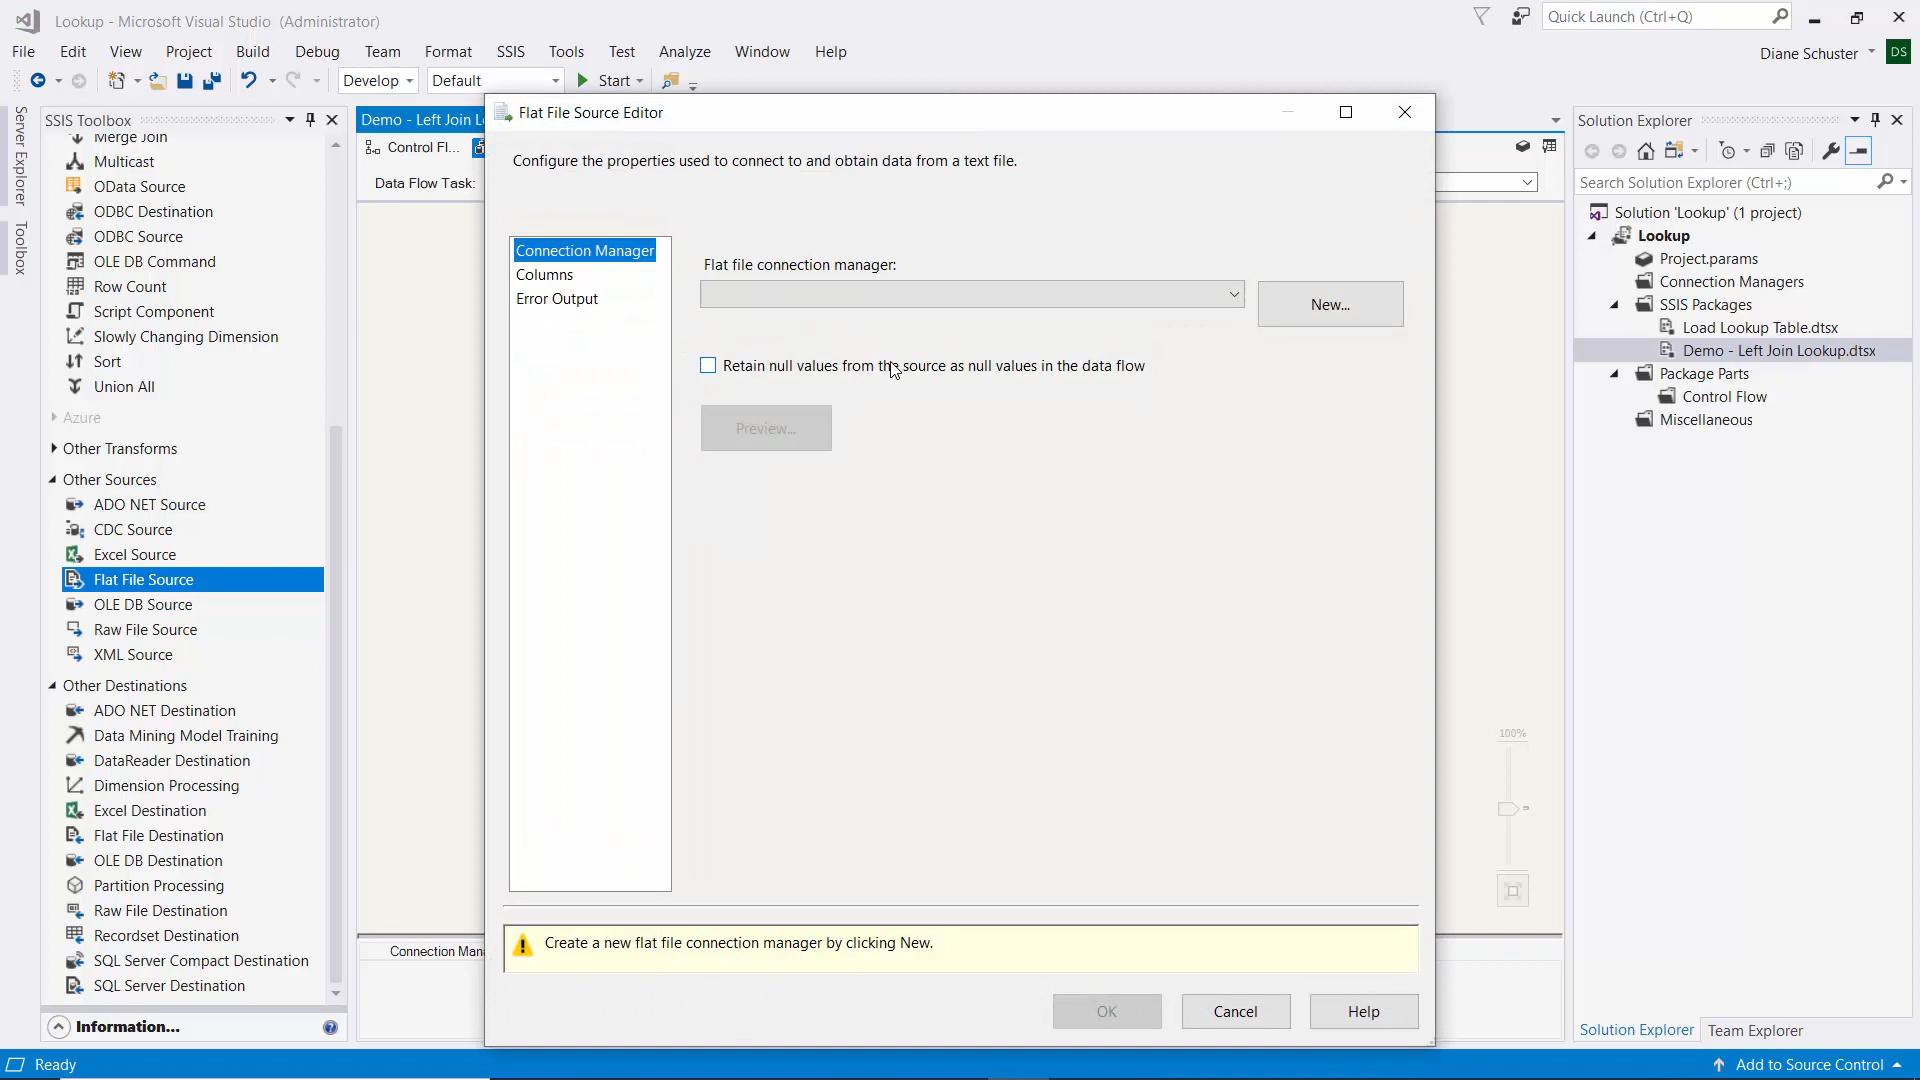 Lookup - Microsoft Visual Studio (Administrator)
Quick Launch (Ctrl+Q)
File Edit View Project Build Debug Team Format SSIS Tools Test Analyze Window Help
Diane Schuster DS
Develop Default Start
Server Explorer
Toolbox
SSIS Toolbox
Merge Join
Multicast
OData Source
ODBC Destination
ODBC Source
OLE DB Command
Row Count
Script Component
Slowly Changing Dimension
Sort
Union All
Azure
Other Transforms
Other Sources
ADO NET Source
CDC Source
Excel Source
Flat File Source
OLE DB Source
Raw File Source
XML Source
Other Destinations
ADO NET Destination
Data Mining Model Training
DataReader Destination
Dimension Processing
Excel Destination
Flat File Destination
OLE DB Destination
Partition Processing
Raw File Destination
Recordset Destination
SQL Server Compact Destination
SQL Server Destination
Information...
Demo - Left Join L
Control Fl...
Data Flow Task:
Connection Man
Flat File Source Editor
Configure the properties used to connect to and obtain data from a text file.
Connection Manager
Columns
Error Output
Flat file connection manager:
New...
Retain null values from the source as null values in the data flow
Preview...
Create a new flat file connection manager by clicking New.
OK Cancel Help
100%
Solution Explorer
Search Solution Explorer (Ctrl+;)
Solution 'Lookup' (1 project)
Lookup
Project.params
Connection Managers
SSIS Packages
Load Lookup Table.dtsx
Demo - Left Join Lookup.dtsx
Package Parts
Control Flow
Miscellaneous
Solution Explorer Team Explorer
Ready
Add to Source Control